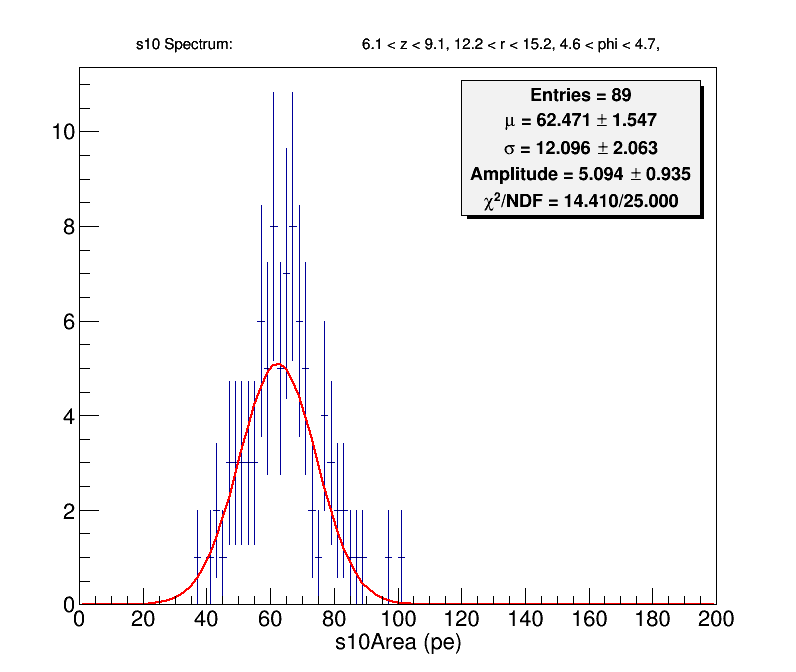 s10 Spectrum: 6.1 < z < 9.1, 12.2 < r < 15.2, 4.6 < phi < 4.7,
Entries = 89
μ = 62.471 ± 1.547
σ = 12.096 ± 2.063
Amplitude = 5.094 ± 0.935
χ²/NDF = 14.410/25.000
10
8
6
4
2
0
0 20 40 60 80 100 120 140 160 180 200
s10Area (pe)